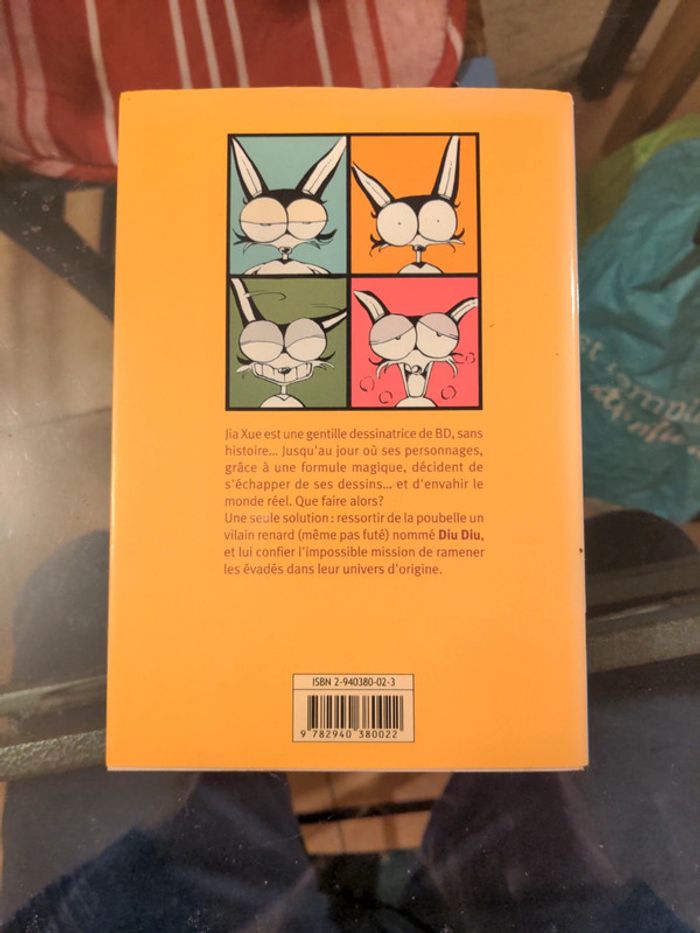 Jia Xue est une gentille dessinatrice de BD, sans
histoire... Jusqu'au jour où ses personnages,
grâce à une formule magique, décident de
s'échapper de ses dessins... et d'envahir le
monde réel. Que faire alors?
Une seule solution : ressortir de la poubelle un
vilain renard (même pas futé) nommé Diu Diu,
et lui confier l'impossible mission de ramener
les évadés dans leur univers d'origine.
ISBN 2-940380-02-3
9 782940 380022